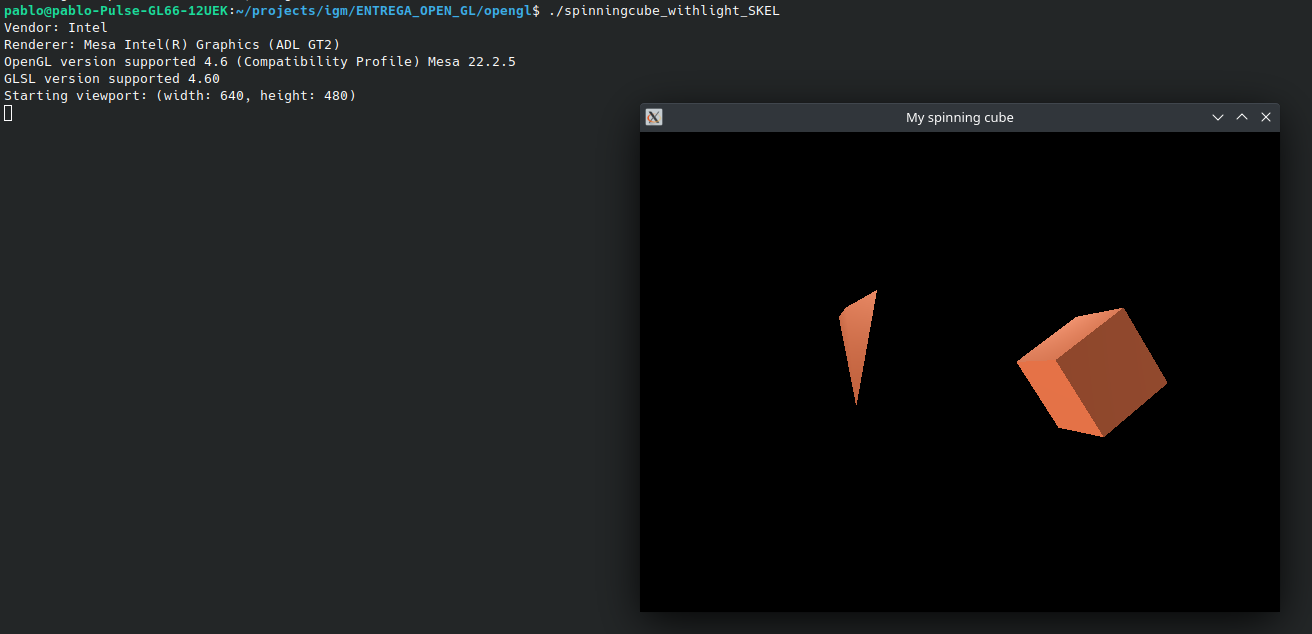 pablo@pablo-Pulse-GL66-12UEK:~/projects/igm/ENTREGA_OPEN_GL/opengl$ ./spinningcube_withlight_SKEL
Vendor: Intel
Renderer: Mesa Intel(R) Graphics (ADL GT2)
OpenGL version supported 4.6 (Compatibility Profile) Mesa 22.2.5
GLSL version supported 4.60
Starting viewport: (width: 640, height: 480)
My spinning cube